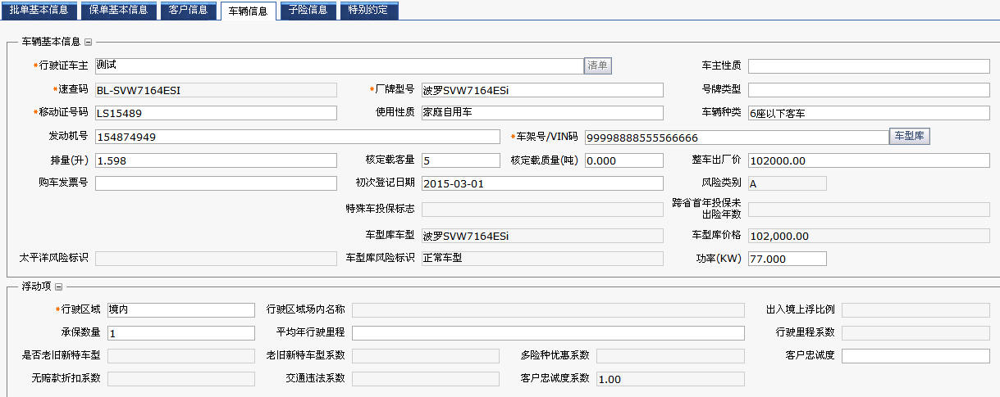 批单基本信息 保单基本信息 客户信息 车辆信息 子险信息 特别约定
车辆基本信息
*行驶证车主 测试 清单 车主性质
*速查码 BL-SVW7164ESI *厂牌型号 波罗SVW7164ESi 号牌类型
*移动证号码 LS15489 使用性质 家庭自用车 车辆种类 6座以下客车
发动机号 154874949 *车架号/VIN码 99998888555566666 车型库
排量(升) 1.598 核定载客量 5 核定载质量(吨) 0.000 整车出厂价 102000.00
购车发票号 初次登记日期 2015-03-01 风险类别 A
特殊车投保标志 跨省首年投保未
出险年数
车型库车型 波罗SVW7164ESi 车型库价格 102,000.00
太平洋风险标识 车型库风险标识 正常车型 功率(KW) 77.000
浮动项
*行驶区域 境内 行驶区域场内名称 出入境上浮比例
承保数量 1 平均年行驶里程 行驶里程系数
是否老旧新特车型 老旧新特车型系数 多险种优惠系数 客户忠诚度
无赔款折扣系数 交通违法系数 客户忠诚度系数 1.00